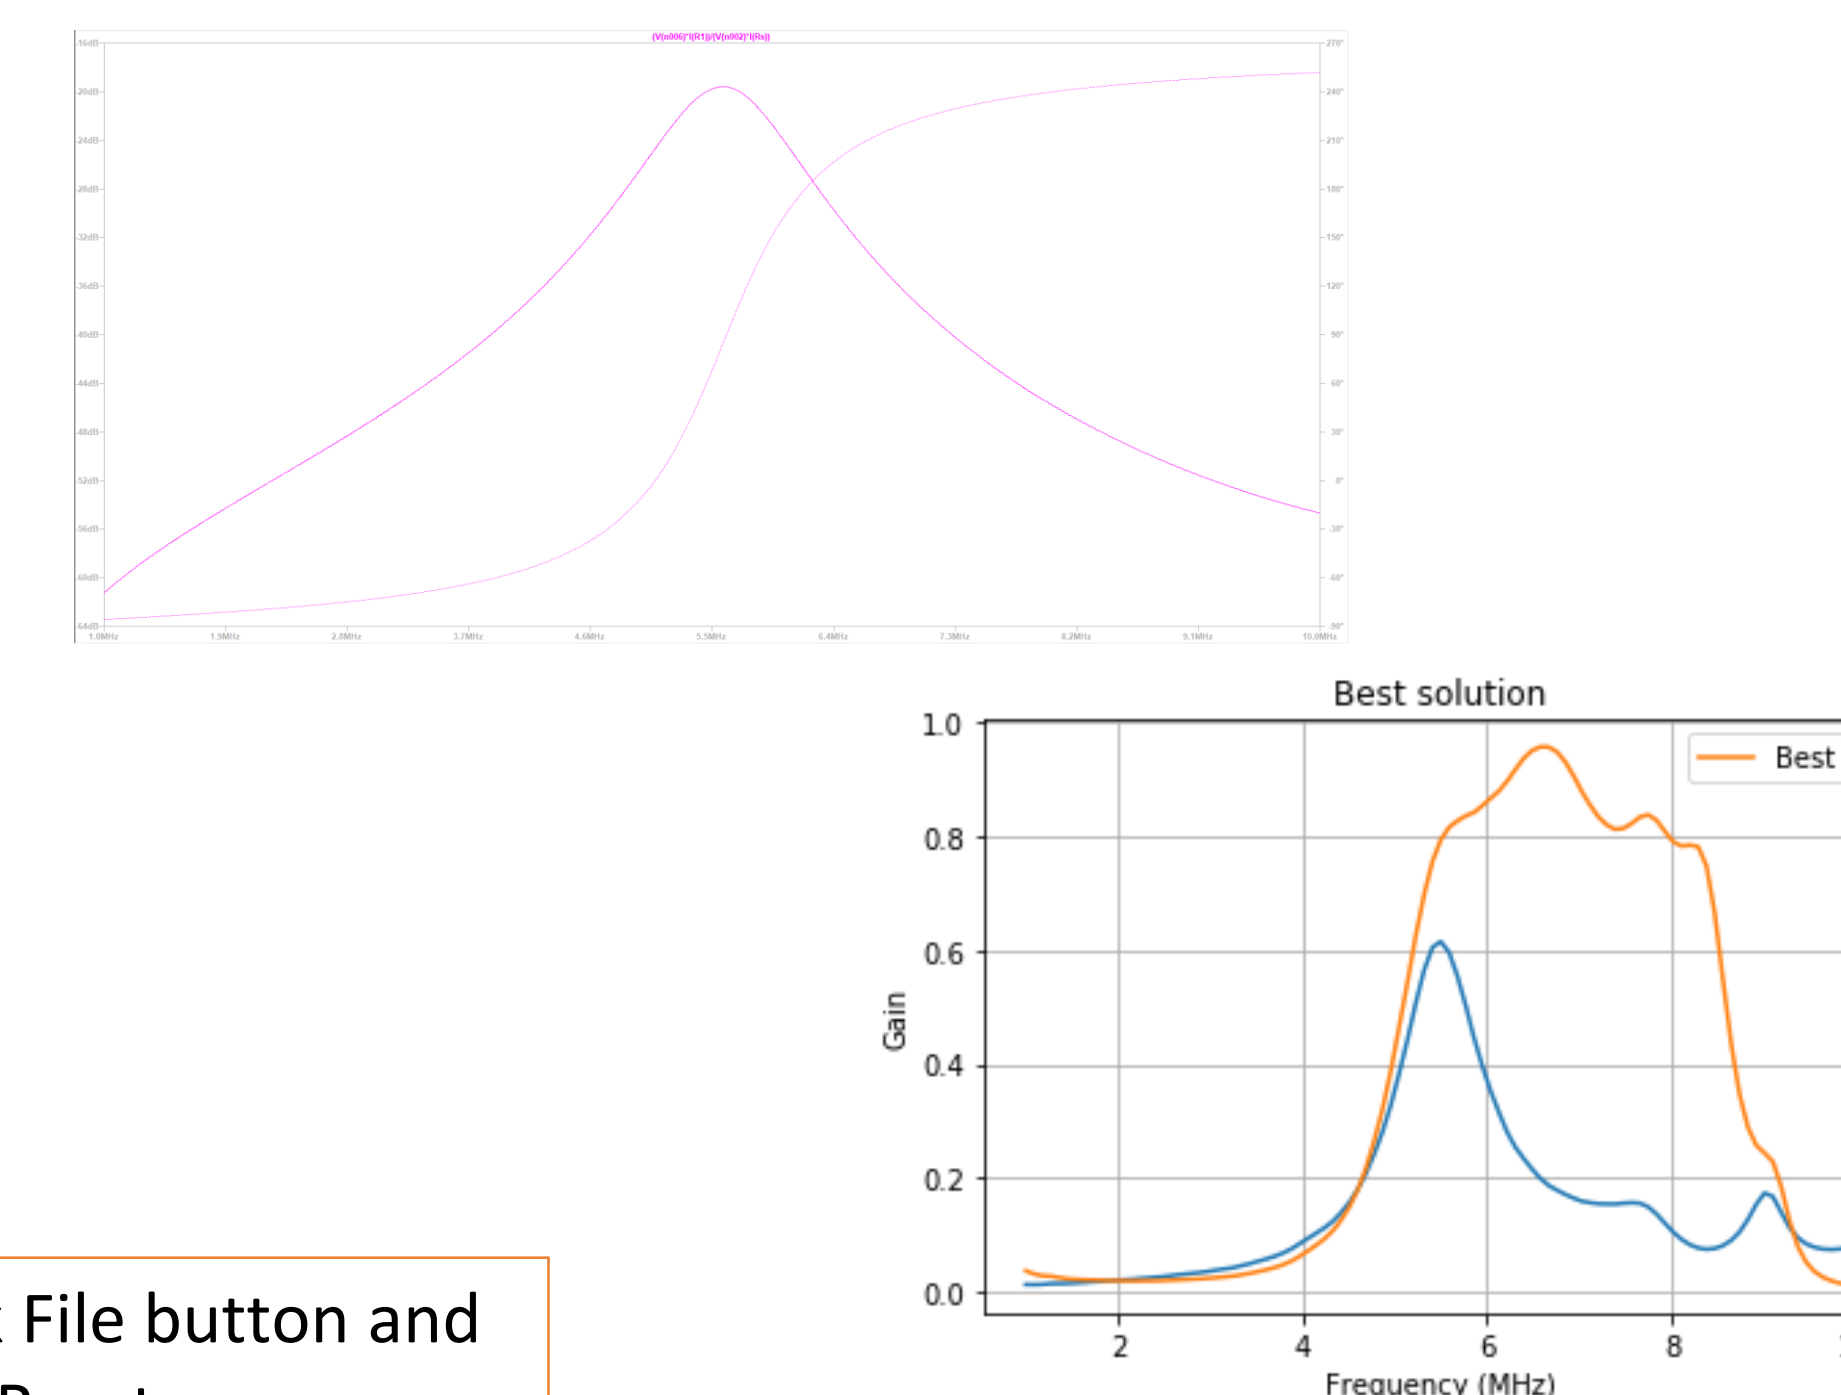 (V(n006)*I(R1))/(V(n002)*I(Rs))
-16dB
-20dB
-24dB
-28dB
-32dB
-36dB
-40dB
-44dB
-48dB
-52dB
-56dB
-60dB
-64dB
270°
240°
210°
180°
150°
120°
90°
60°
30°
0°
-30°
-60°
-90°
1.0MHz 1.9MHz 2.8MHz 3.7MHz 4.6MHz 5.5MHz 6.4MHz 7.3MHz 8.2MHz 9.1MHz 10.0MHz
Best solution
Best
1.0
0.8
0.6
0.4
0.2
0.0
Gain
2 4 6 8
Frequency (MHz)
File button and